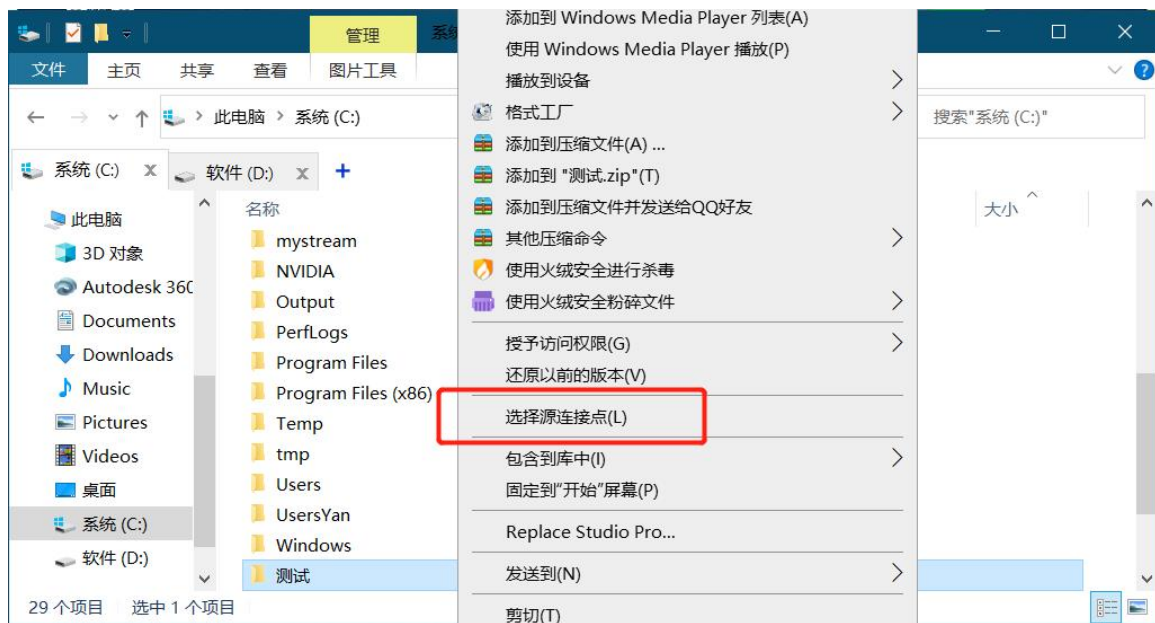 管理
系统
文件 主页 共享 查看 图片工具
此电脑 系统 (C:)
搜索"系统 (C:)"
系统 (C:) 软件 (D:)
此电脑
3D 对象
Autodesk 360
Documents
Downloads
Music
Pictures
Videos
桌面
系统 (C:)
软件 (D:)
名称
大小
mystream
NVIDIA
Output
PerfLogs
Program Files
Program Files (x86)
Temp
tmp
Users
UsersYan
Windows
测试
添加到 Windows Media Player 列表(A)
使用 Windows Media Player 播放(P)
播放到设备
格式工厂
添加到压缩文件(A) ...
添加到 "测试.zip"(T)
添加到压缩文件并发送给QQ好友
其他压缩命令
使用火绒安全进行杀毒
使用火绒安全粉碎文件
授予访问权限(G)
还原以前的版本(V)
选择源连接点(L)
包含到库中(I)
固定到"开始"屏幕(P)
Replace Studio Pro...
发送到(N)
剪切(T)
29 个项目 选中 1 个项目